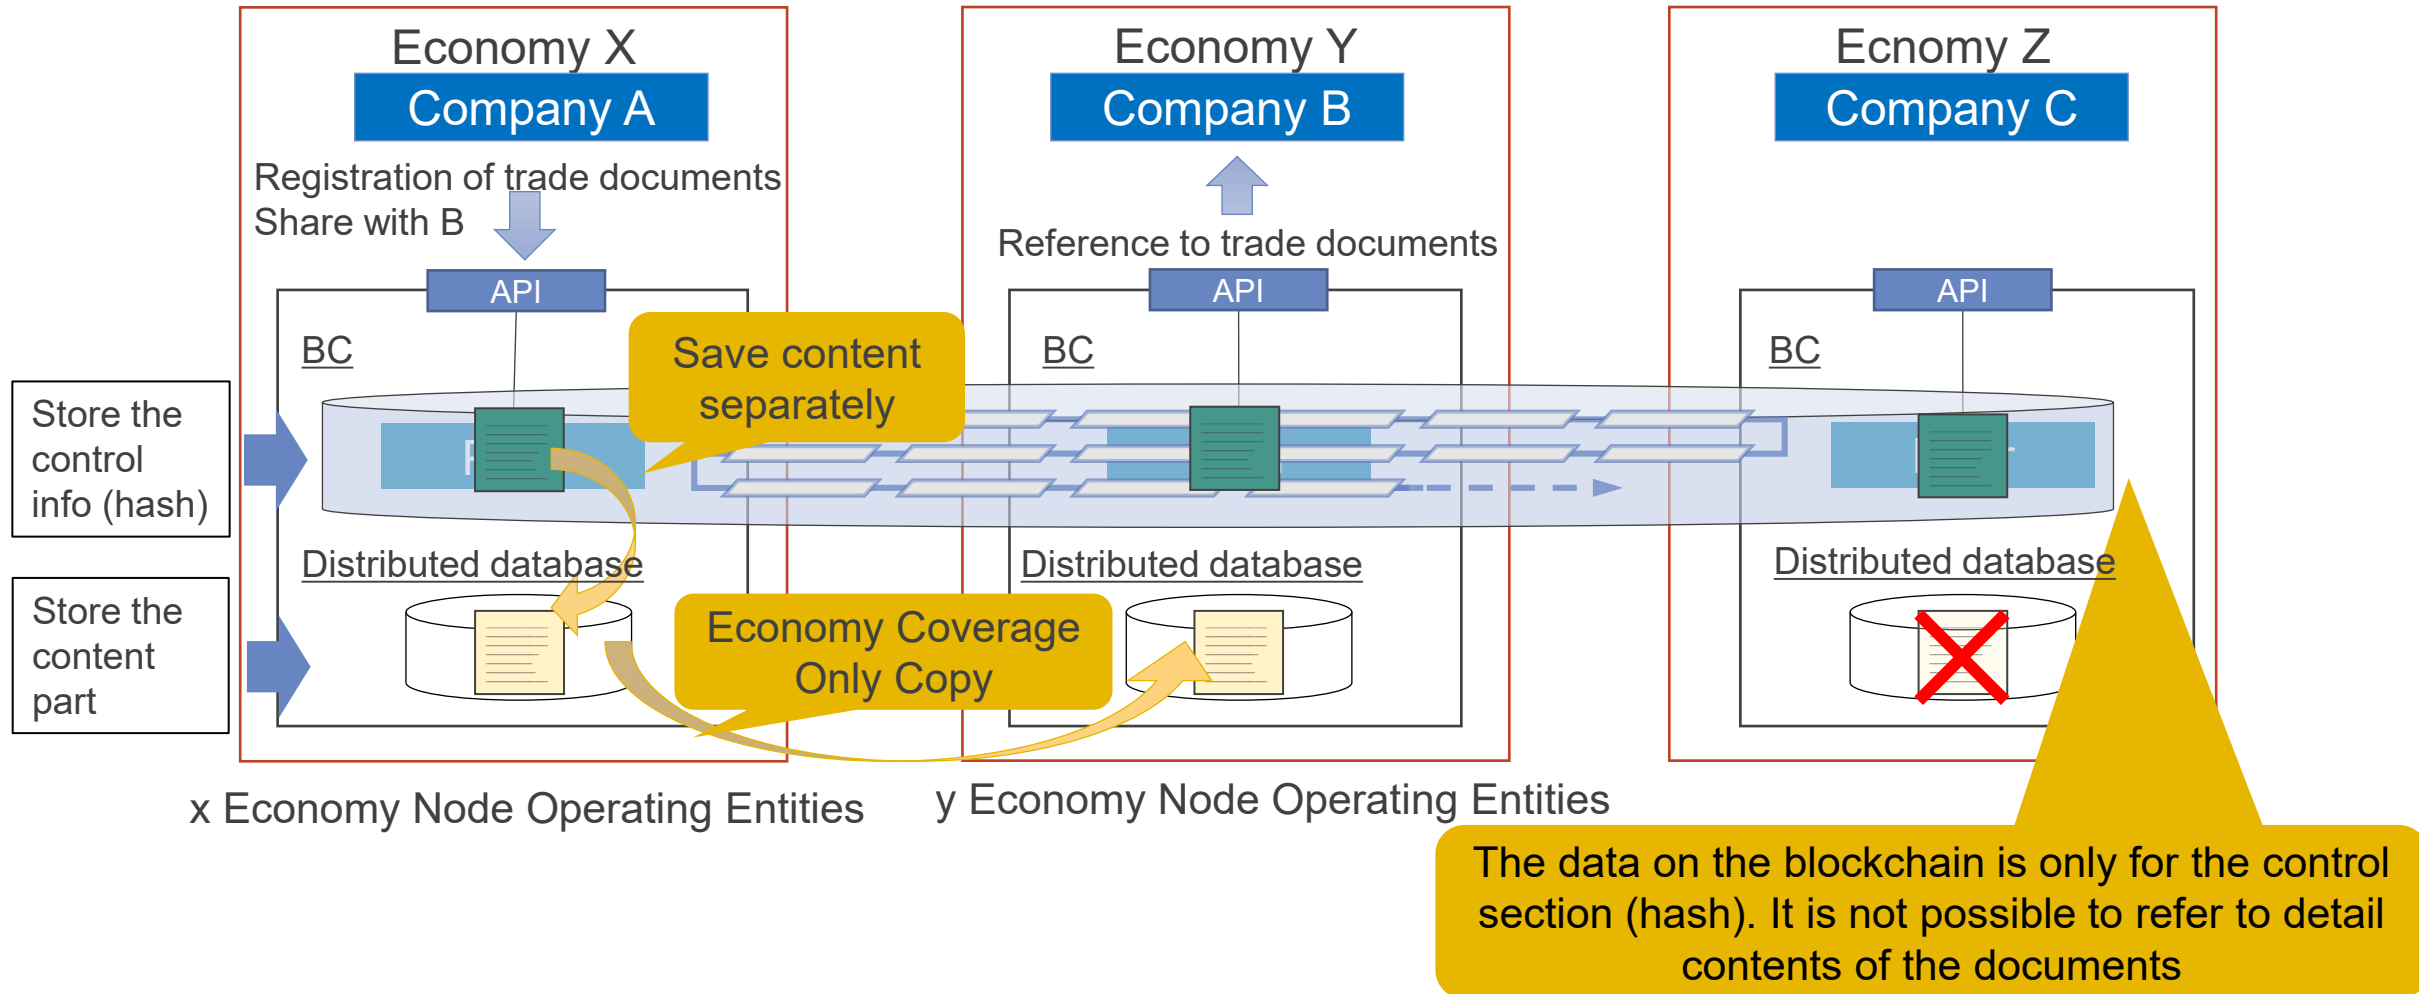 Economy X
Company A
Registration of trade documents
Share with B
API
BC
Economy Y
Company B
Reference to trade documents
API
BC
Ecnomy Z
Company C
API
BC
Save content
separately
Store the
control
info (hash)
Distributed database
Distributed database
Distributed database
Store the
content
part
Economy Coverage
Only Copy
x Economy Node Operating Entities
y Economy Node Operating Entities
The data on the blockchain is only for the control
section (hash). It is not possible to refer to detail
contents of the documents